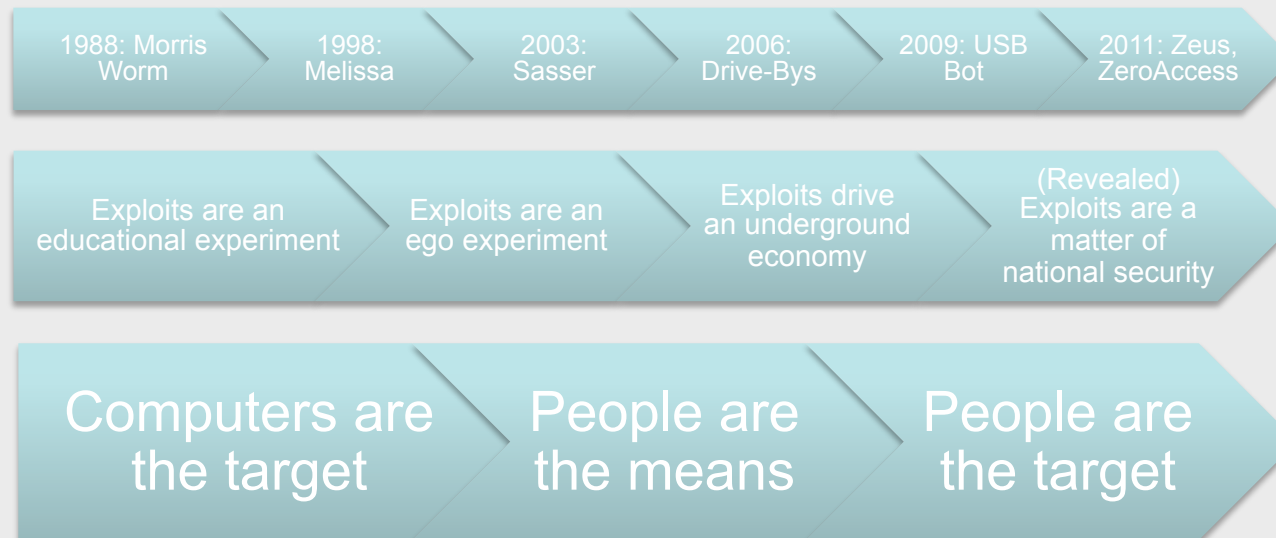 1988: Morris
Worm
1998:
Melissa
2003:
Sasser
2006:
Drive-Bys
2009: USB
Bot
2011: Zeus,
ZeroAccess
Exploits are an
educational experiment
Exploits are an
ego experiment
Exploits drive
an underground
economy
(Revealed)
Exploits are a
matter of
national security
Computers are
the target
People are
the means
People are
the target